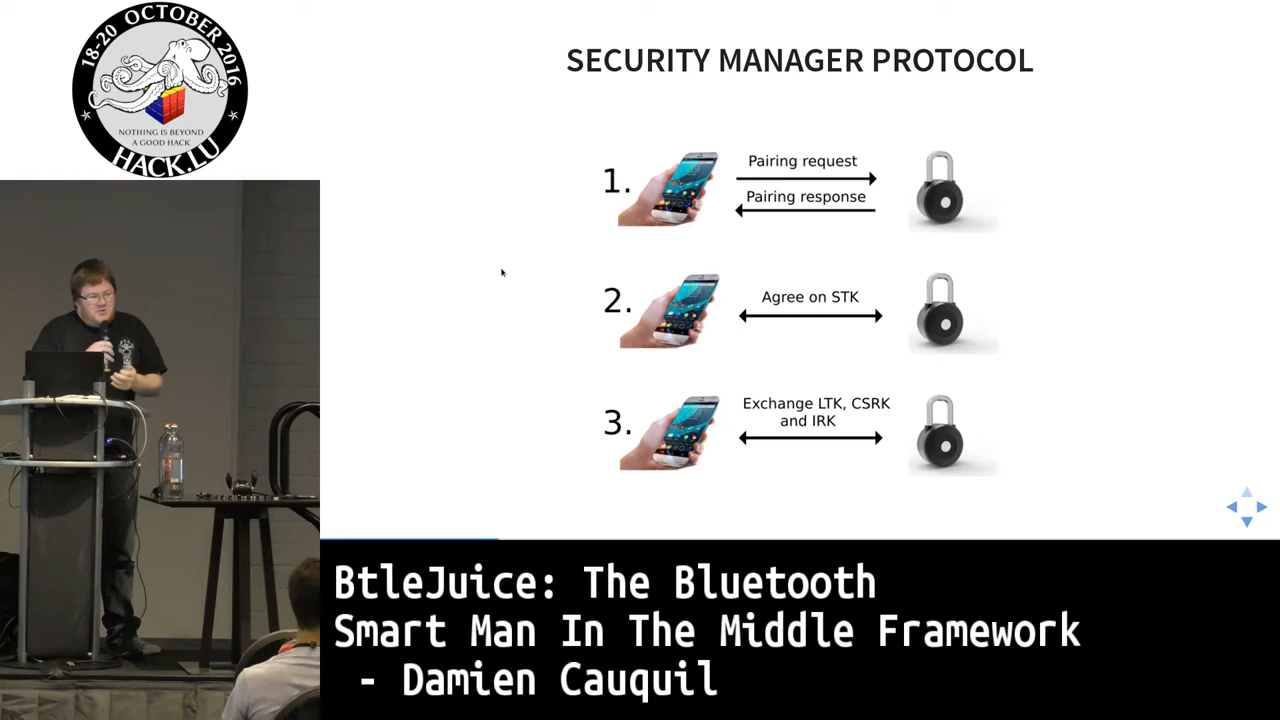 18-20 OCTOBER 2016
NOTHING IS BEYOND
A GOOD HACK
HACK.LU
SECURITY MANAGER PROTOCOL
1.
Pairing request
Pairing response
2.
Agree on STK
3.
Exchange LTK, CSRK
and IRK
BtleJuice: The Bluetooth
Smart Man In The Middle Framework
- Damien Cauquil